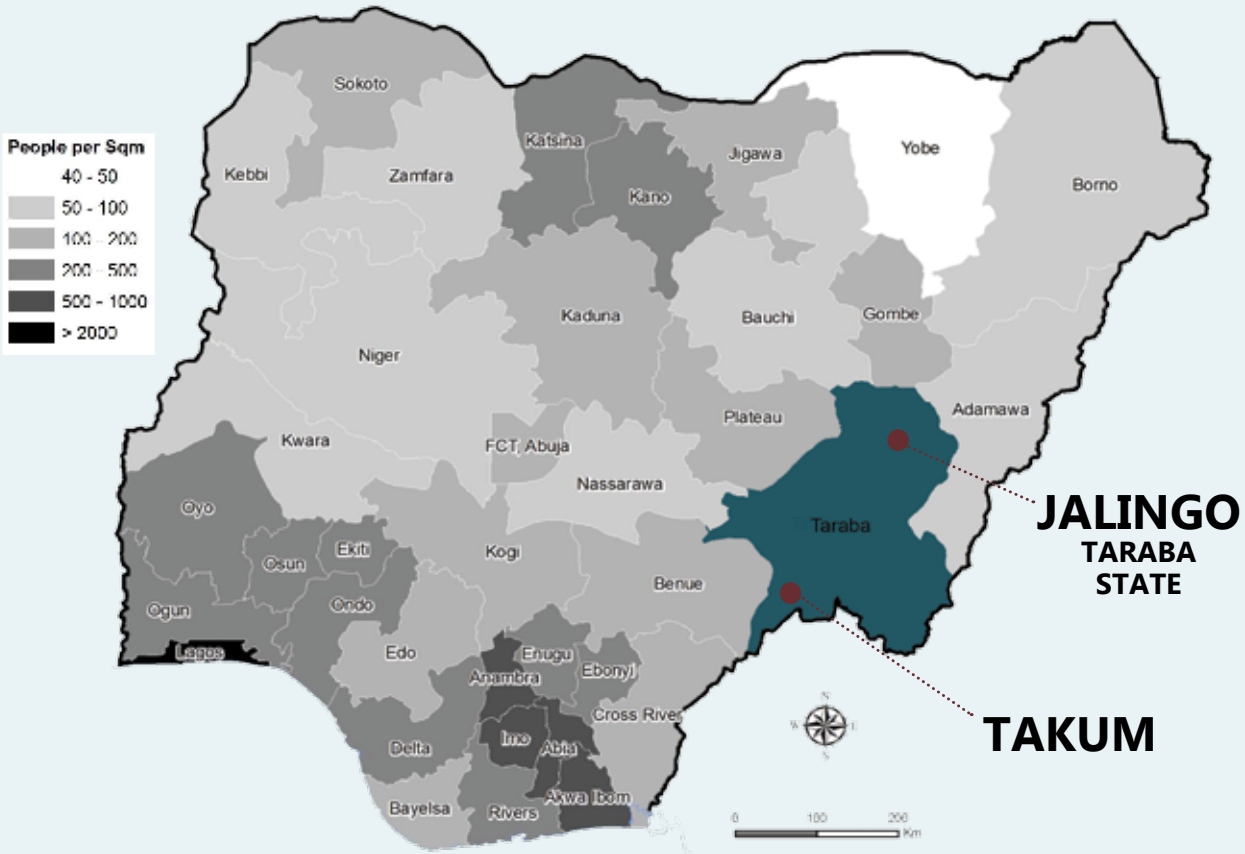 People per Sqm
40 - 50
50 - 100
100 - 200
200 - 500
500 - 1000
> 2000
Sokoto
Kebbi
Zamfara
Katsina
Kano
Jigawa
Yobe
Borno
Niger
Kaduna
Bauchi
Gombe
Kwara
FCT, Abuja
Plateau
Adamawa
Nassarawa
Oyo
Osun
Ekiti
Kogi
Benue
Taraba
JALINGO
TARABA
STATE
Ogun
Ondo
Lagos
Edo
Enugu
Anambra
Ebonyi
Cross River
Delta
Imo
Abia
Bayelsa
Rivers
Akwa Ibom
TAKUM
N
W
E
S
0 100 200
Km